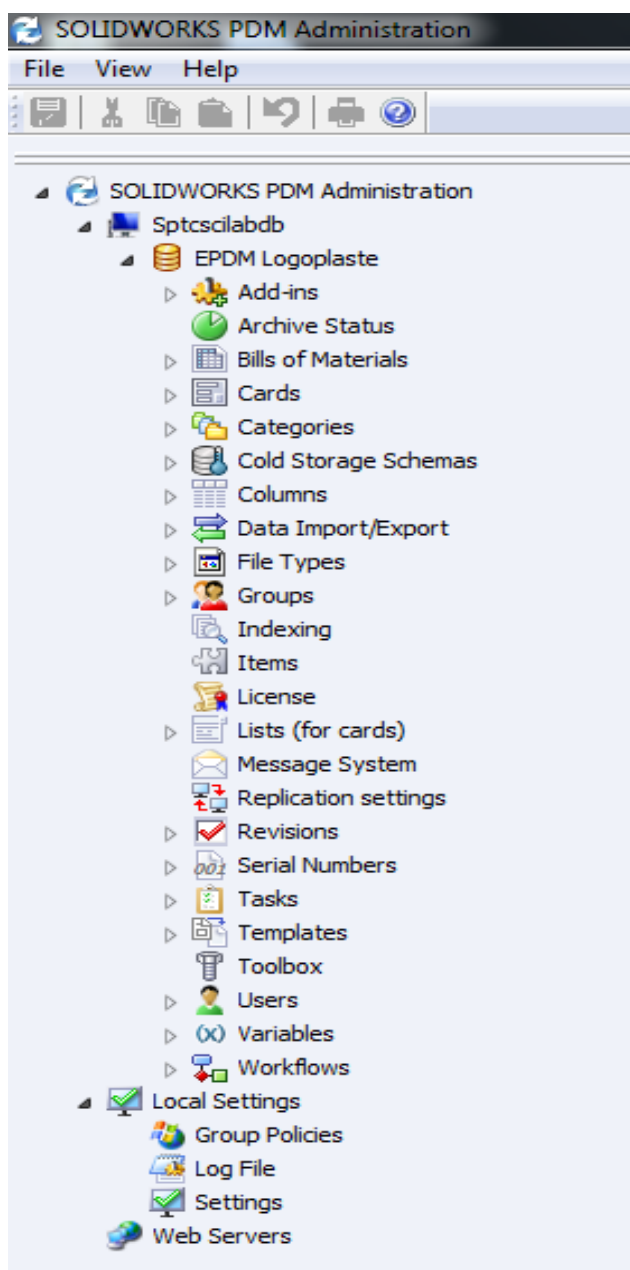 SOLIDWORKS PDM Administration
File View Help
SOLIDWORKS PDM Administration
Sptcscilabdb
EPDM Logoplaste
Add-ins
Archive Status
Bills of Materials
Cards
Categories
Cold Storage Schemas
Columns
Data Import/Export
File Types
Groups
Indexing
Items
License
Lists (for cards)
Message System
Replication settings
Revisions
001 Serial Numbers
Tasks
Templates
Toolbox
Users
(x) Variables
Workflows
Local Settings
Group Policies
Log File
Settings
Web Servers